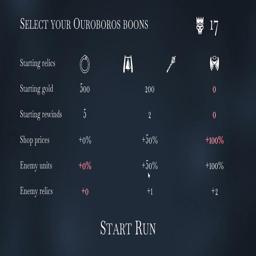 Select your Ouroboros boons 17
Starting relics
Starting gold 500 200 0
Starting rewinds 5 2 0
Shop prices +0% +50% +100%
Enemy units +0% +50% +100%
Enemy relics +0 +1 +2
Start Run